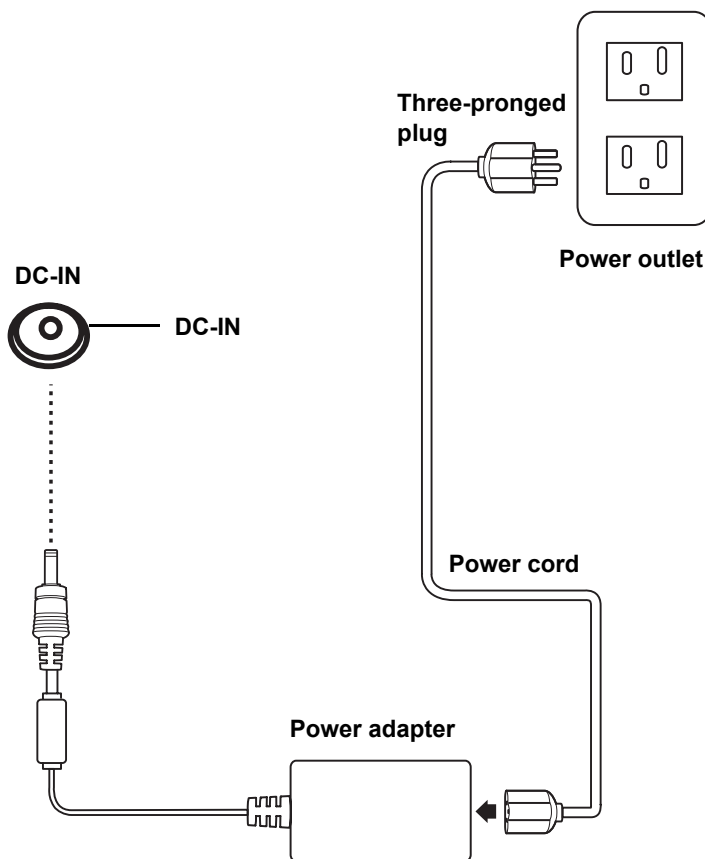 Three-pronged
plug
Power outlet
DC-IN
DC-IN
Power cord
Power adapter